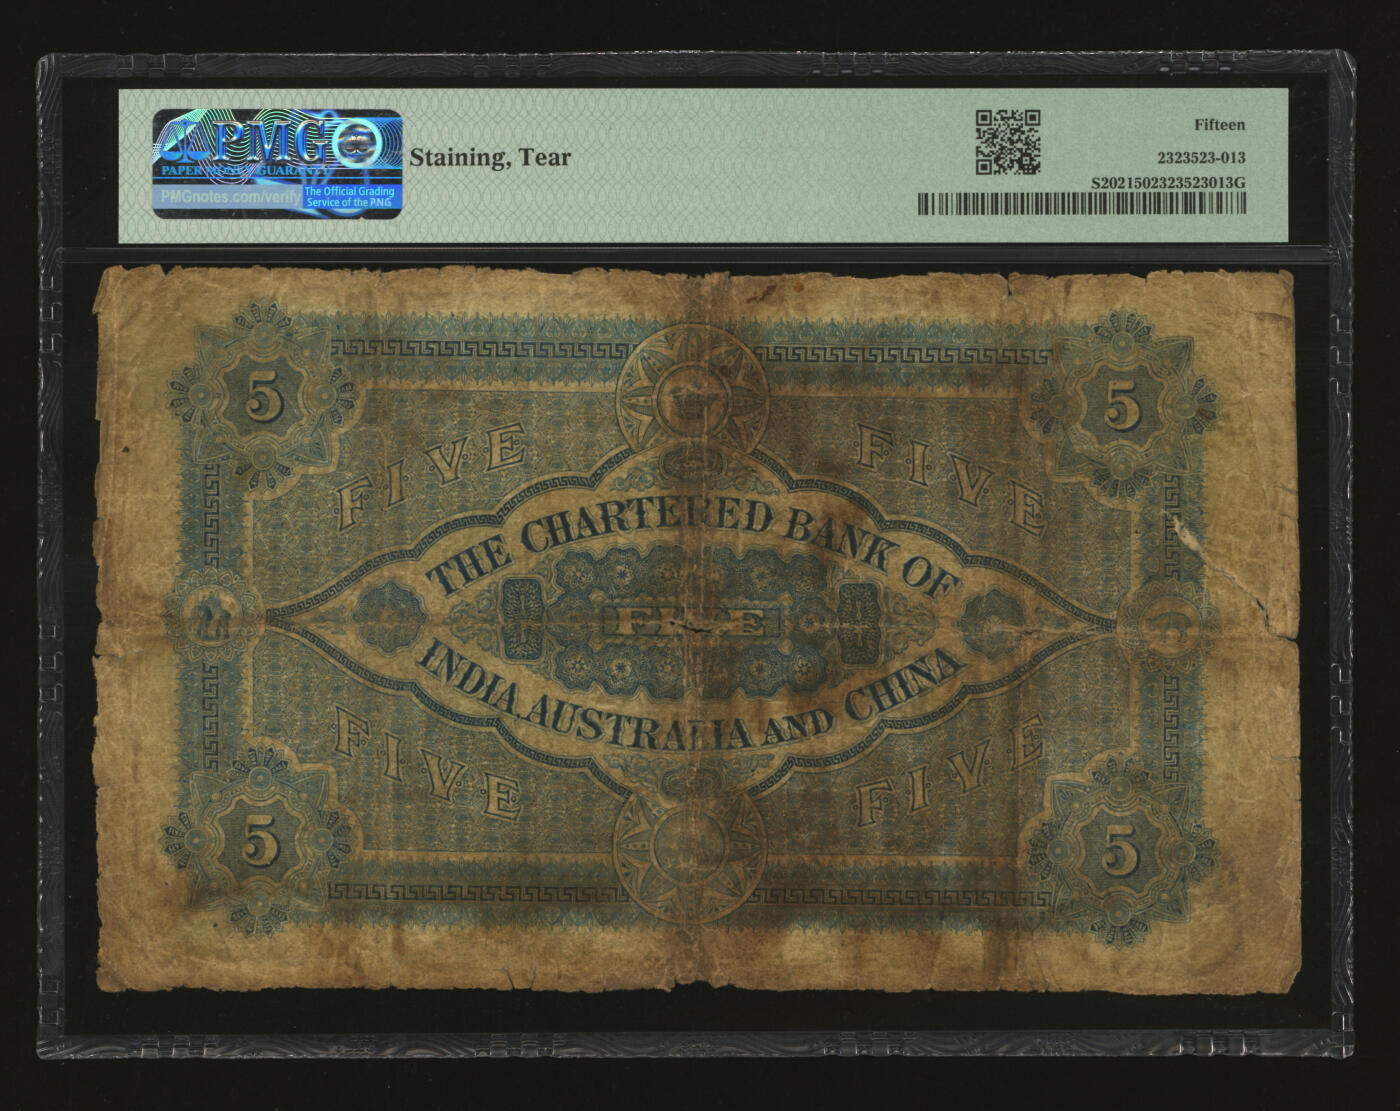 PMG
PAPER MONEY GUARANTY
PMGnotes.com/verify
The Official Grading
Service of the PNG
Staining, Tear
Fifteen
2323523-013
S2021502323523013G
5
5
FIVE
FIVE
THE CHARTERED BANK OF
FIVE
INDIA, AUSTRALIA AND CHINA
FIVE
FIVE
5
5